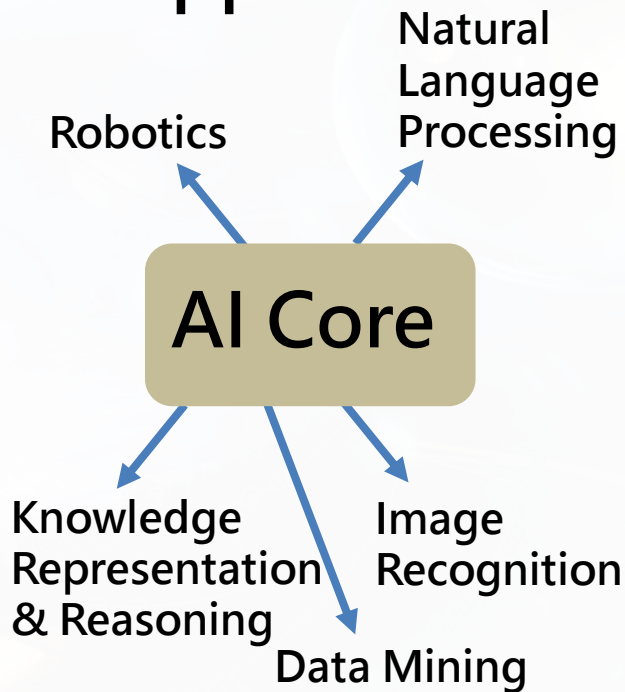 Natural
Language
Processing
Robotics
AI Core
Knowledge
Representation
& Reasoning
Image
Recognition
Data Mining